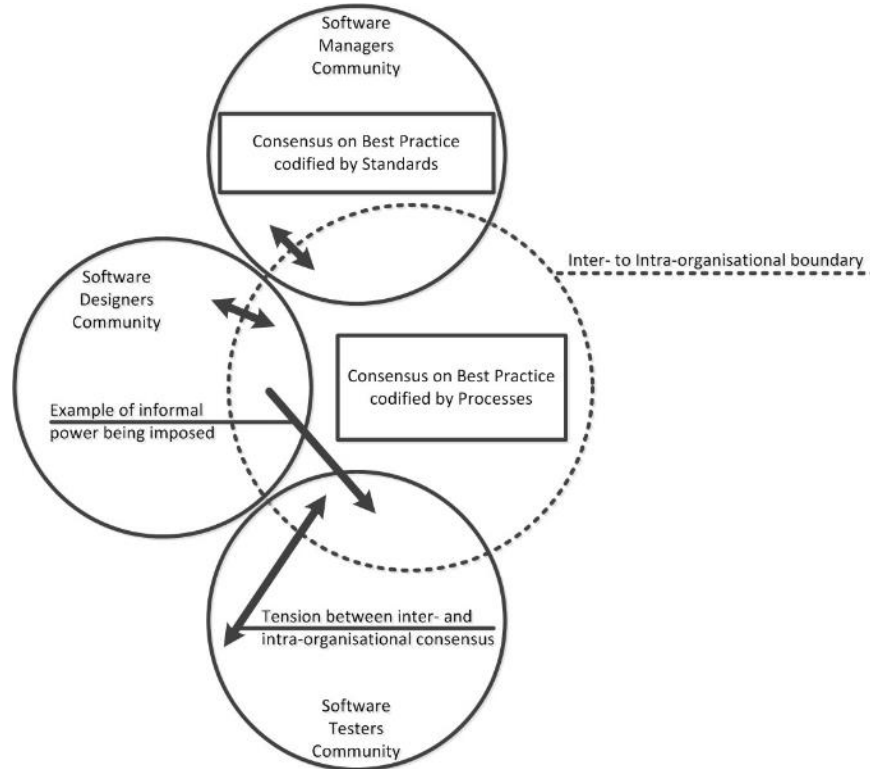 Software
Managers
Community
Consensus on Best Practice
codified by Standards
Inter- to Intra-organisational boundary
Software
Designers
Community
Consensus on Best Practice
codified by Processes
Example of informal
power being imposed
Tension between inter- and
intra-organisational consensus
Software
Testers
Community